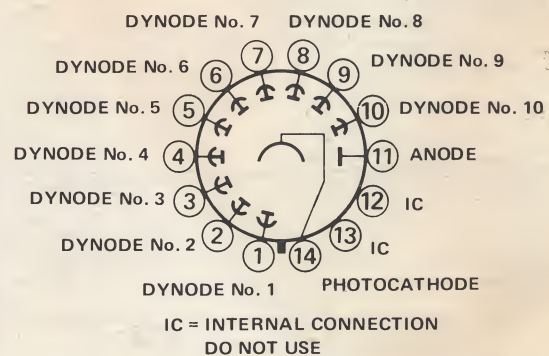 DYNODE No. 7
DYNODE No. 8
DYNODE No. 6
DYNODE No. 9
DYNODE No. 5
DYNODE No. 10
DYNODE No. 4
ANODE
DYNODE No. 3
IC
DYNODE No. 2
IC
DYNODE No. 1
PHOTOCATHODE
7
8
6
9
5
10
4
11
3
12
2
13
1
14
IC = INTERNAL CONNECTION
DO NOT USE